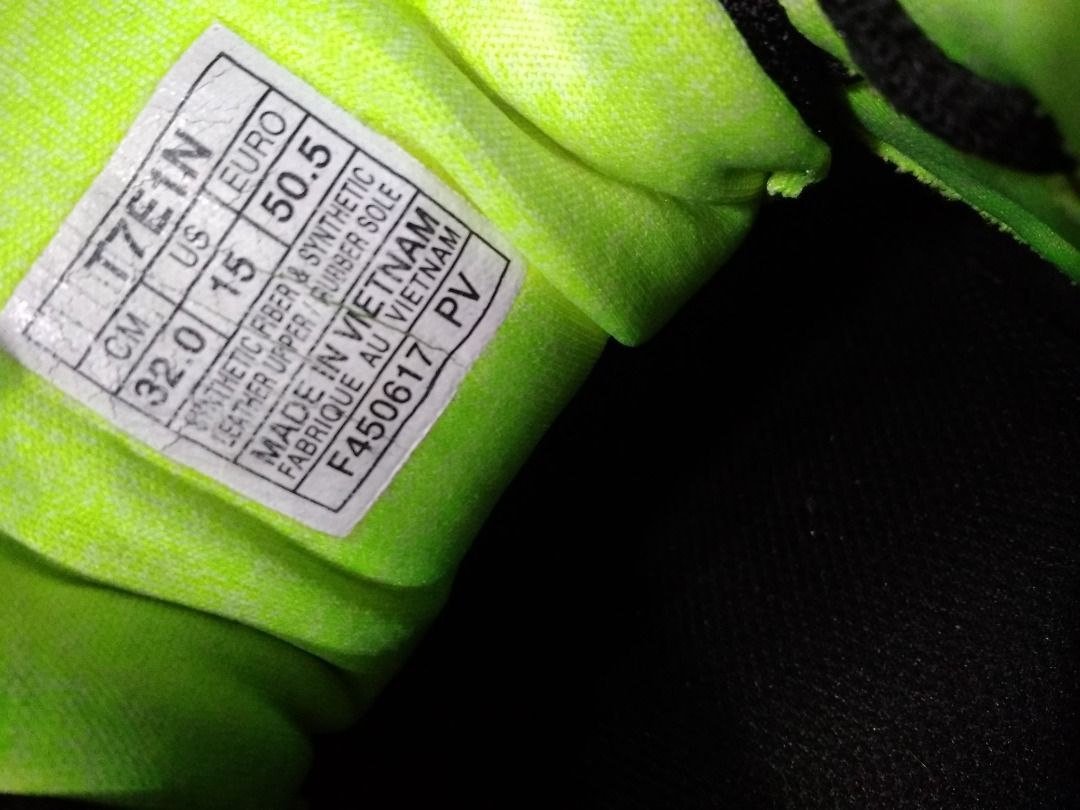 T7E1N
CM US EURO
32.0 15 50.5
SYNTHETIC FIBER & SYNTHETIC
LEATHER UPPER / RUBBER SOLE
MADE IN VIETNAM
FABRIQUE AU VIETNAM
F450617 PV